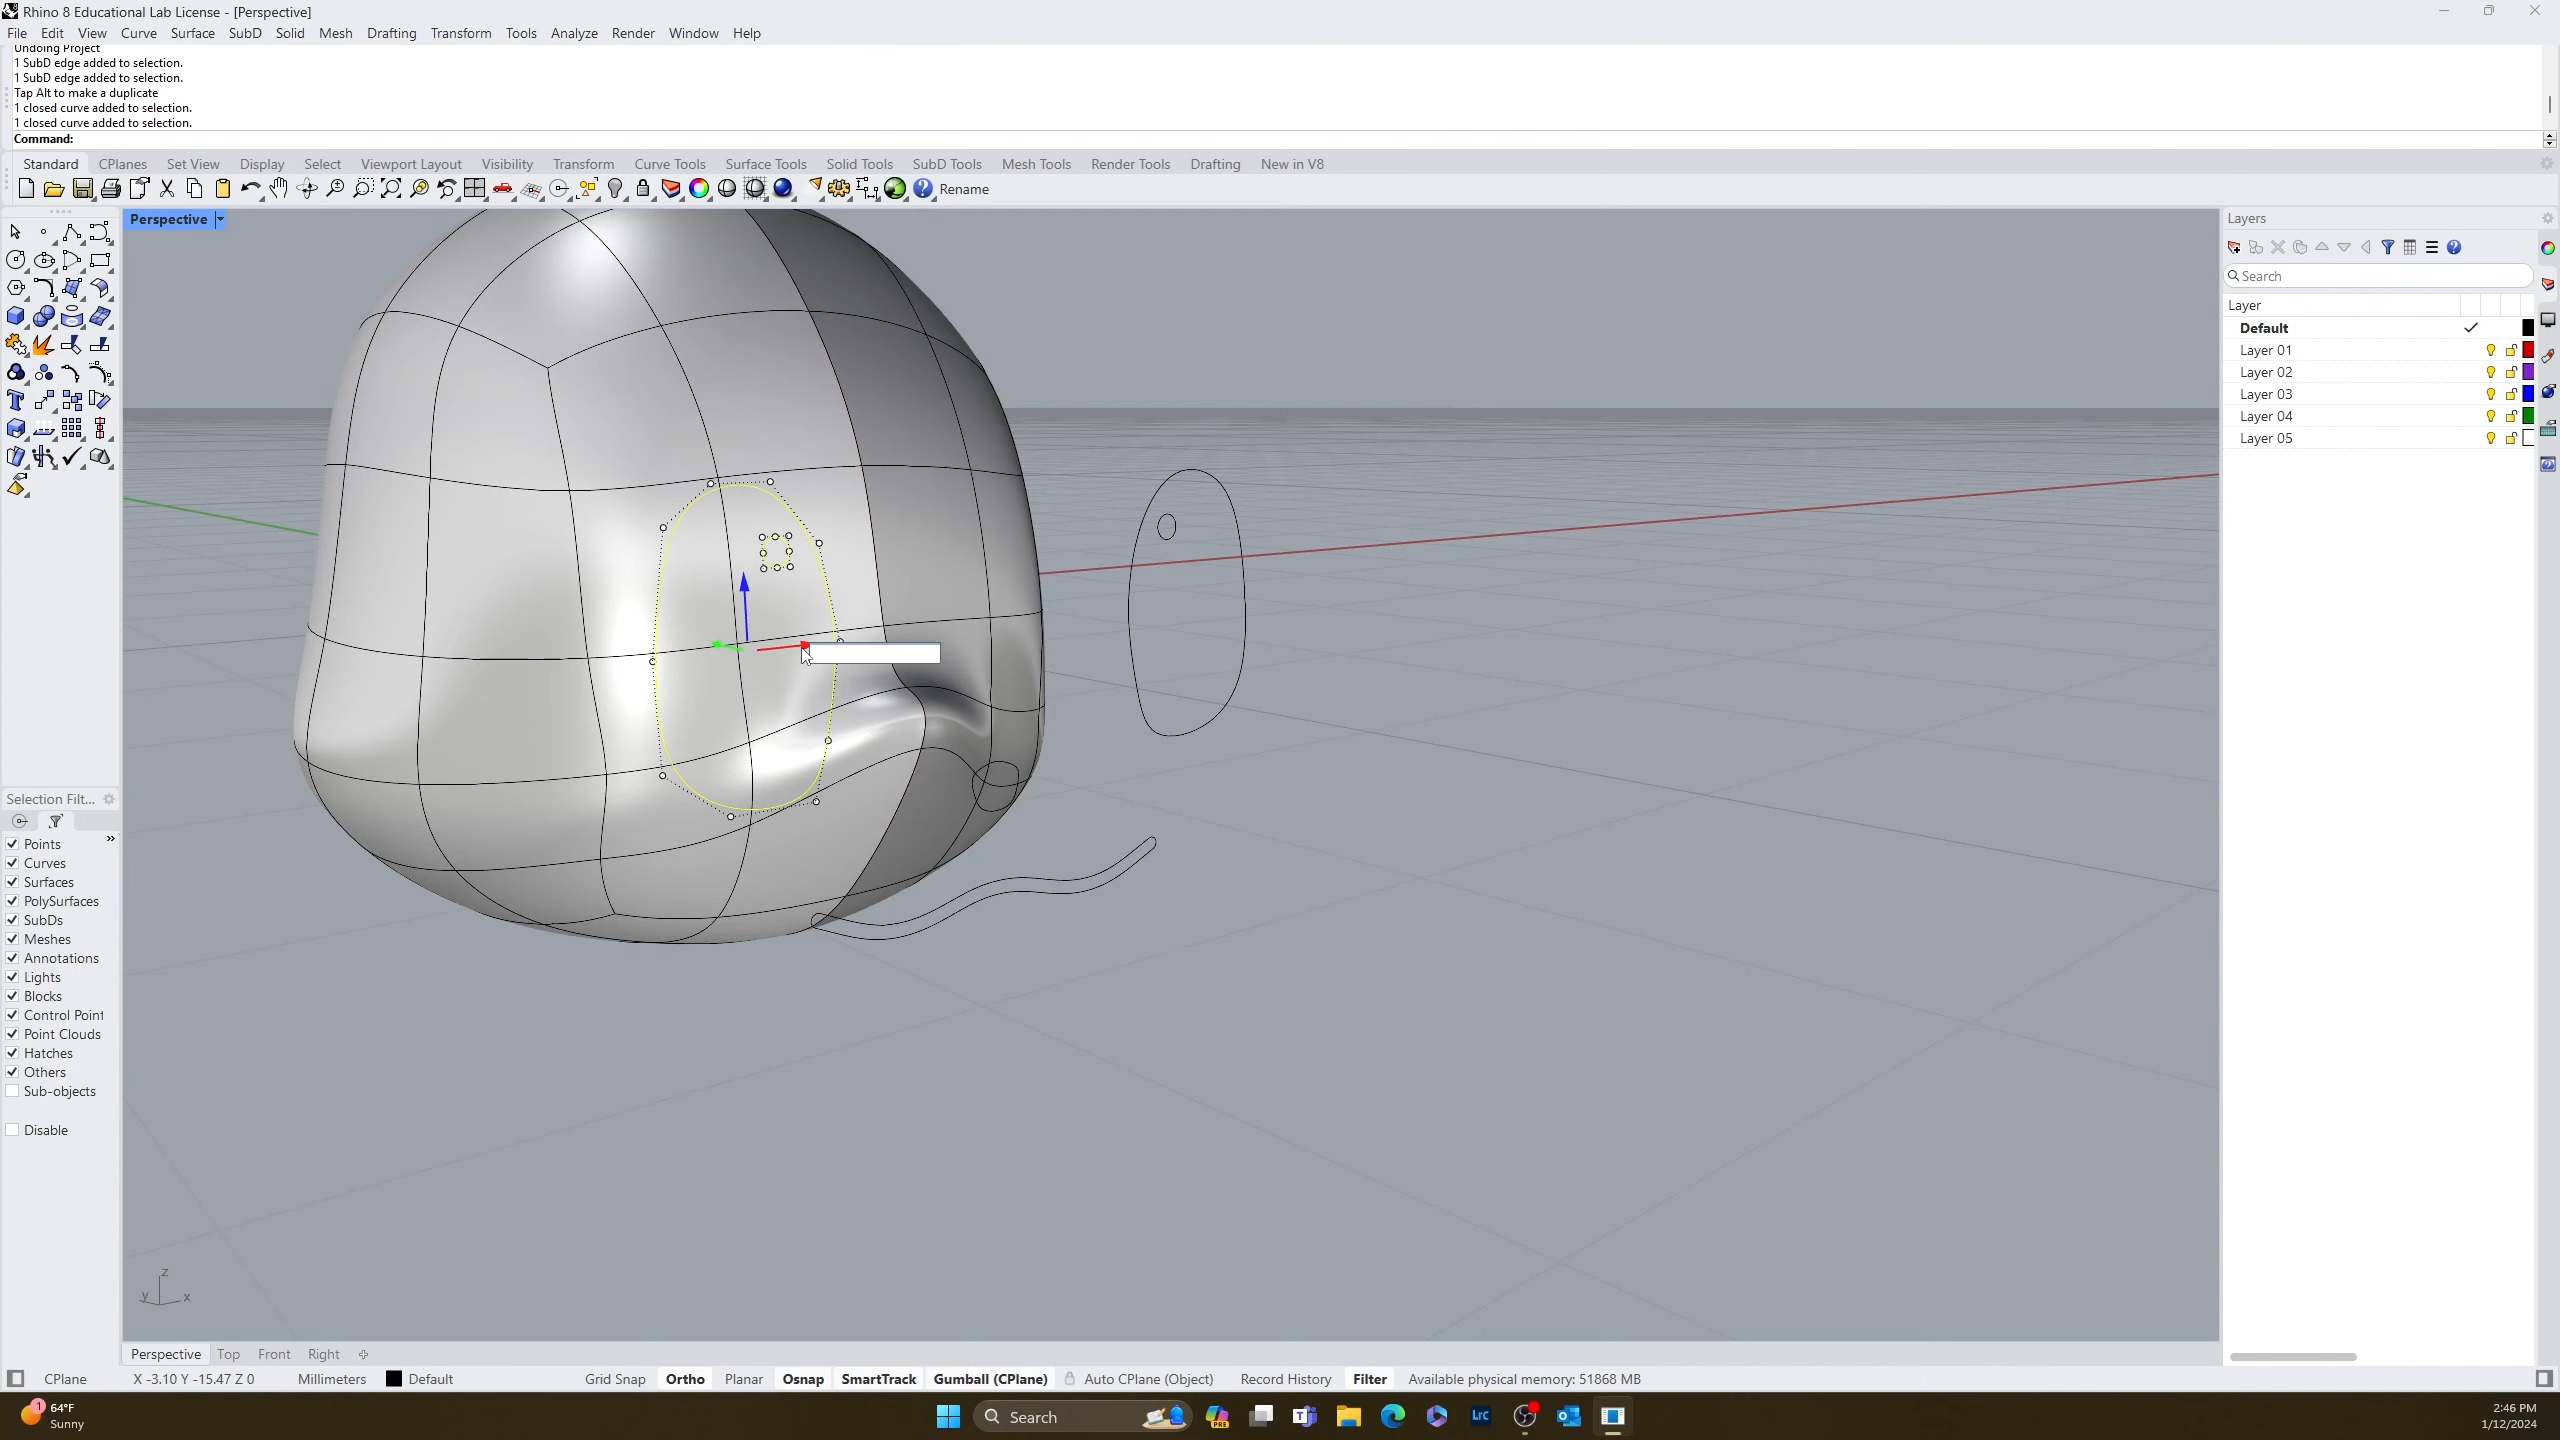 Rhino 8 Educational Lab License - [Perspective]
File Edit View Curve Surface SubD Solid Mesh Drafting Transform Tools Analyze Render Window Help
Undoing Project
1 SubD edge added to selection.
1 SubD edge added to selection.
Tap Alt to make a duplicate
1 closed curve added to selection.
1 closed curve added to selection.
Command:
Standard CPlanes Set View Display Select Viewport Layout Visibility Transform Curve Tools Surface Tools Solid Tools SubD Tools Mesh Tools Render Tools Drafting New in V8
Rename
Perspective
Layers
Search
Layer
Default
Layer 01
Layer 02
Layer 03
Layer 04
Layer 05
Selection Filt...
Points
Curves
Surfaces
PolySurfaces
SubDs
Meshes
Annotations
Lights
Blocks
Control Point
Point Clouds
Hatches
Others
Sub-objects
Disable
z
y x
Perspective Top Front Right
CPlane X -3.10 Y -15.47 Z 0 Millimeters Default Grid Snap Ortho Planar Osnap SmartTrack Gumball (CPlane) Auto CPlane (Object) Record History Filter Available physical memory: 51868 MB
1
64°F
Sunny
Search
PRE
Lrc
2:46 PM
1/12/2024